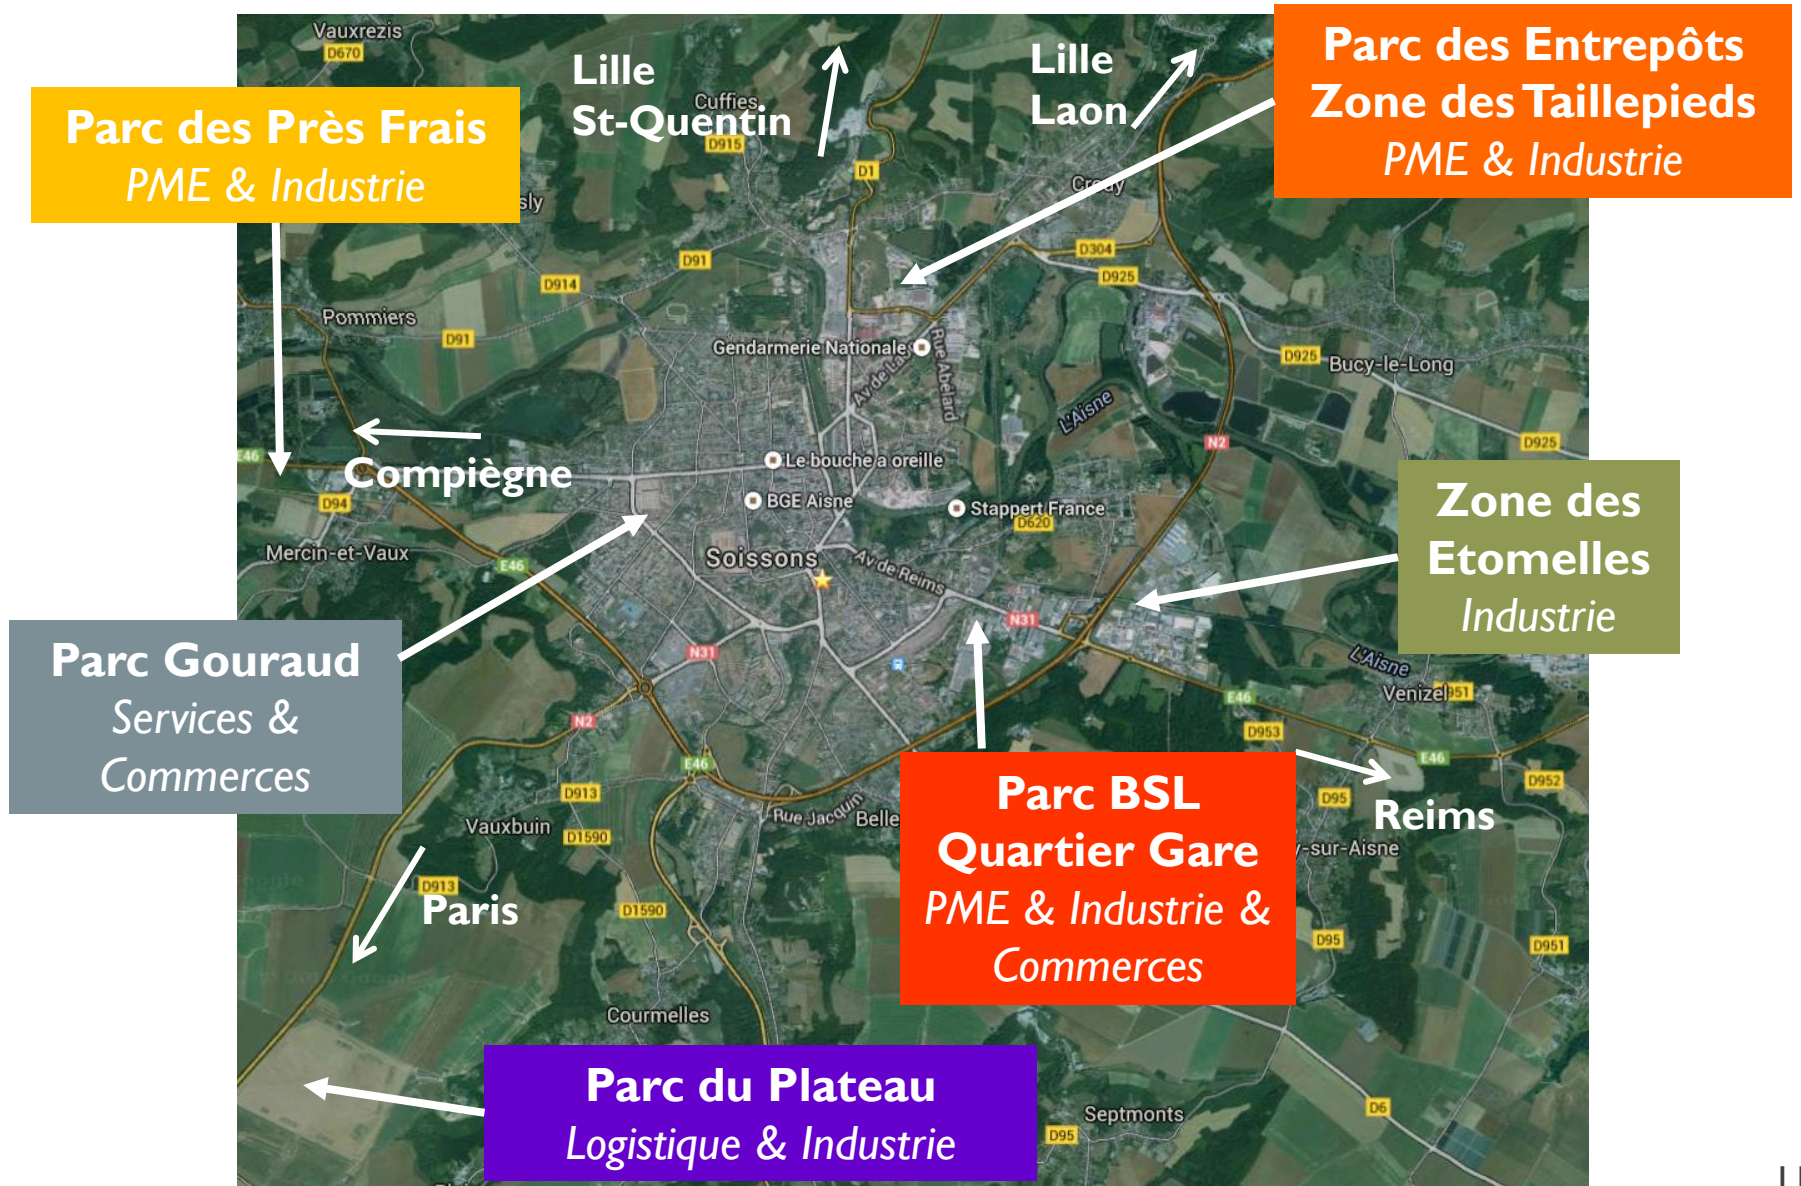 Vauxrezis
D670
Lille
St-Quentin
Cuffies
D915
Lille
Laon
Parc des Entrepôts
Zone des Taillepieds
PME & Industrie
Parc des Près Frais
PME & Industrie
sly
D1
Crouy
D91
D304
D914
D925
Pommiers
D91
Gendarmerie Nationale
Av de Laon
Rue Abélard
D925
Bucy-le-Long
L'Aisne
N2
D925
E46
Compiègne
Le bouche a oreille
D94
BGE Aisne
Stappert France
D620
Zone des
Etomelles
Industrie
Mercin-et-Vaux
E46
Soissons
Av de Reims
N31
Parc Gouraud
Services &
Commerces
N31
L'Aisne
Venizel
D951
E46
N2
D953
E46
E46
D952
D913
D95
Reims
Parc BSL
Quartier Gare
PME & Industrie &
Commerces
Vauxbuin
D1590
Rue Jacquin
Belle
y-sur-Aisne
D913
Paris
D1590
D95
D951
Courmelles
Parc du Plateau
Logistique & Industrie
Septmonts
D6
D95